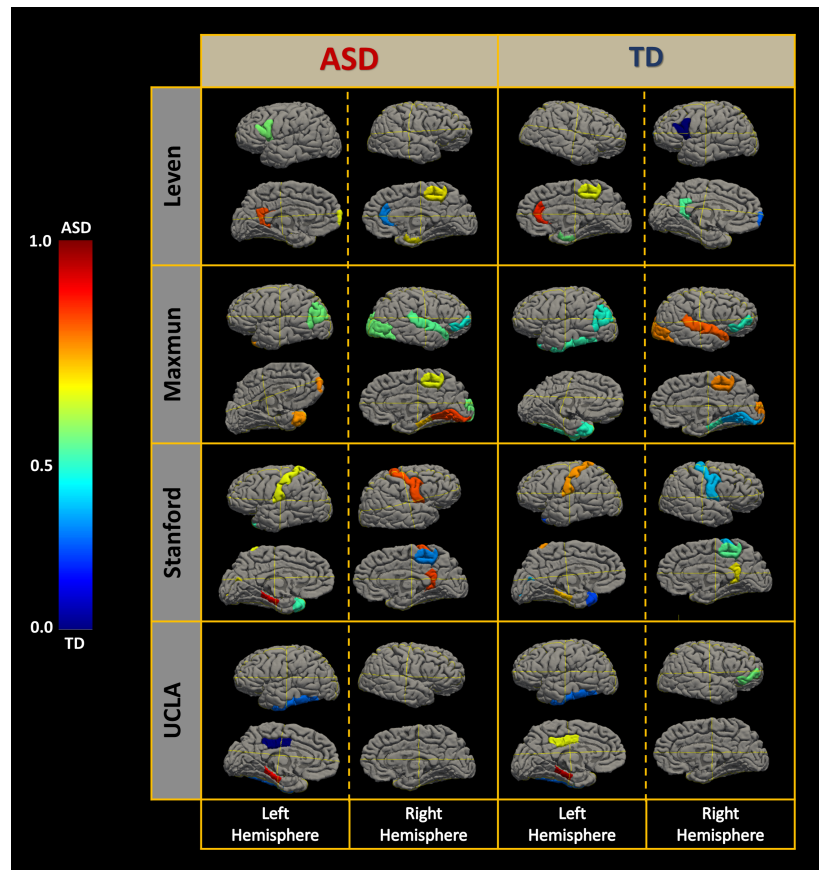 ASD
TD
Leven
ASD
1.0
Maxmun
0.5
Stanford
0.0
TD
UCLA
Left
Hemisphere
Right
Hemisphere
Left
Hemisphere
Right
Hemisphere